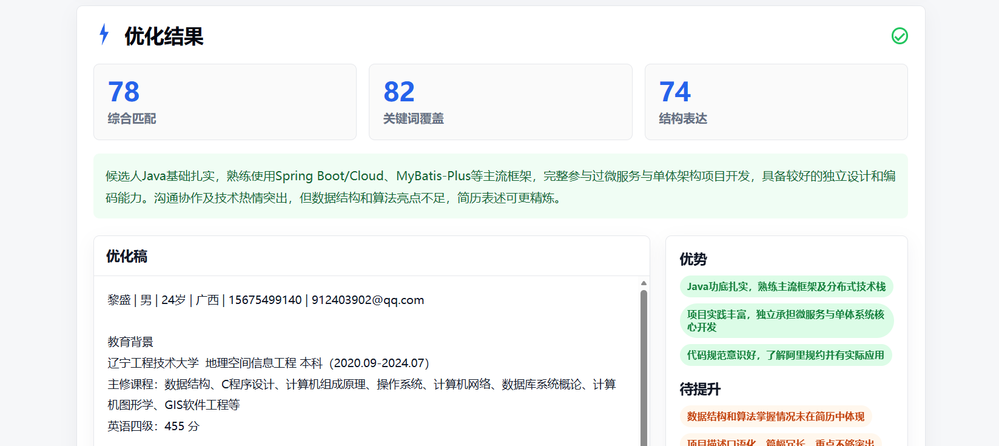 优化结果
78
综合匹配
82
关键词覆盖
74
结构表达
候选人Java基础扎实，熟练使用Spring Boot/Cloud、MyBatis-Plus等主流框架，完整参与过微服务与单体架构项目开发，具备较好的独立设计和编
码能力。沟通协作及技术热情突出，但数据结构和算法亮点不足，简历表述可更精炼。
优化稿
黎盛 | 男 | 24岁 | 广西 | 15675499140 | 912403902@qq.com
教育背景
辽宁工程技术大学 地理空间信息工程 本科（2020.09-2024.07）
主修课程：数据结构、C程序设计、计算机组成原理、操作系统、计算机网络、数据库系统概论、计算
机图形学、GIS软件工程等
英语四级：455 分
优势
Java功底扎实，熟练主流框架及分布式技术栈
项目实践丰富，独立承担微服务与单体系统核
心开发
代码规范意识好，了解阿里规约并有实际应用
待提升
数据结构和算法掌握情况未在简历中体现
项目描述口语化、篇幅冗长，重点不够突出